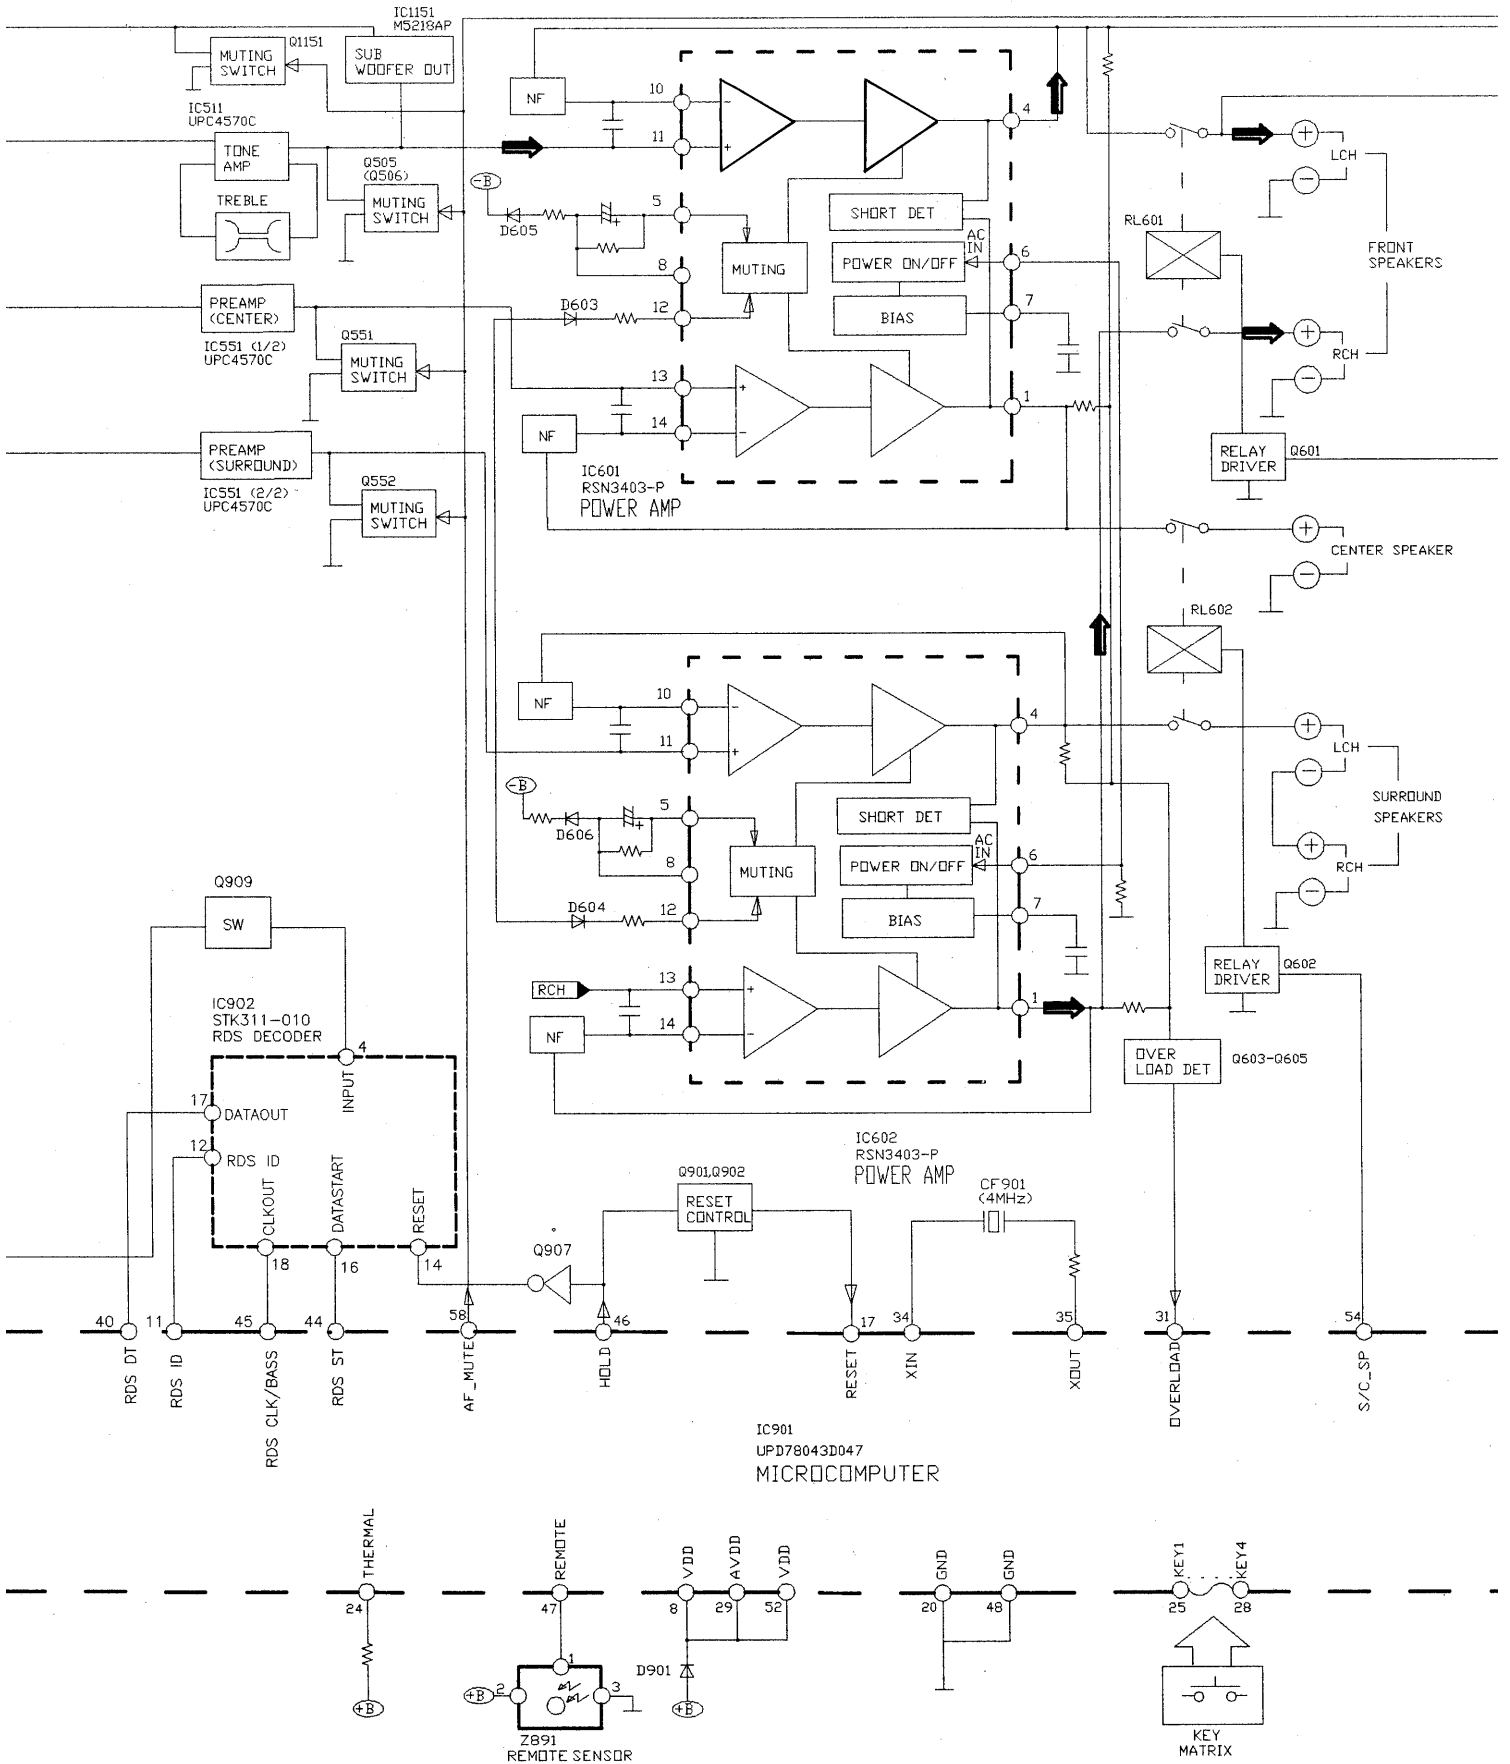 IC1151
M5218AP
MUTING
SWITCH
Q1151
SUB
WOOFER OUT
IC511
UPC4570C
TONE
AMP
TREBLE
Q505
(Q506)
MUTING
SWITCH
PREAMP
(CENTER)
IC551 (1/2)
UPC4570C
Q551
MUTING
SWITCH
PREAMP
(SURROUND)
IC551 (2/2)
UPC4570C
Q552
MUTING
SWITCH
NF
10
11
-
+
4
-B
D605
5
8
D603
12
MUTING
SHORT DET
POWER ON/OFF
AC
IN
6
BIAS
7
13
14
+
-
1
NF
IC601
RSN3403-P
POWER AMP
+
LCH
-
RL601
FRONT
SPEAKERS
+
RCH
-
RELAY
DRIVER
Q601
+
CENTER SPEAKER
-
RL602
NF
10
11
-
+
4
-B
D606
5
8
D604
12
MUTING
SHORT DET
POWER ON/OFF
AC
IN
6
BIAS
7
RCH
13
14
+
-
1
NF
IC602
RSN3403-P
POWER AMP
+
LCH
-
SURROUND
SPEAKERS
+
RCH
-
RELAY
DRIVER
Q602
OVER
LOAD DET
Q603-Q605
Q909
SW
IC902
STK311-010
RDS DECODER
4
INPUT
17
DATAOUT
12
RDS ID
CLKOUT
DATASTART
RESET
18
16
14
Q907
Q901,Q902
RESET
CONTROL
CF901
(4MHz)
40
11
45
44
58
46
17
34
35
31
54
RDS DT
RDS ID
RDS CLK/BASS
RDS ST
AF_MUTE
HOLD
RESET
XIN
XOUT
OVERLOAD
S/C_SP
IC901
UPD78043D047
MICROCOMPUTER
THERMAL
REMOTE
VDD
AVDD
VDD
GND
GND
KEY1
KEY4
24
47
8
29
52
20
48
25
28
+B
+B
2
1
3
Z891
REMOTE SENSOR
D901
+B
KEY
MATRIX